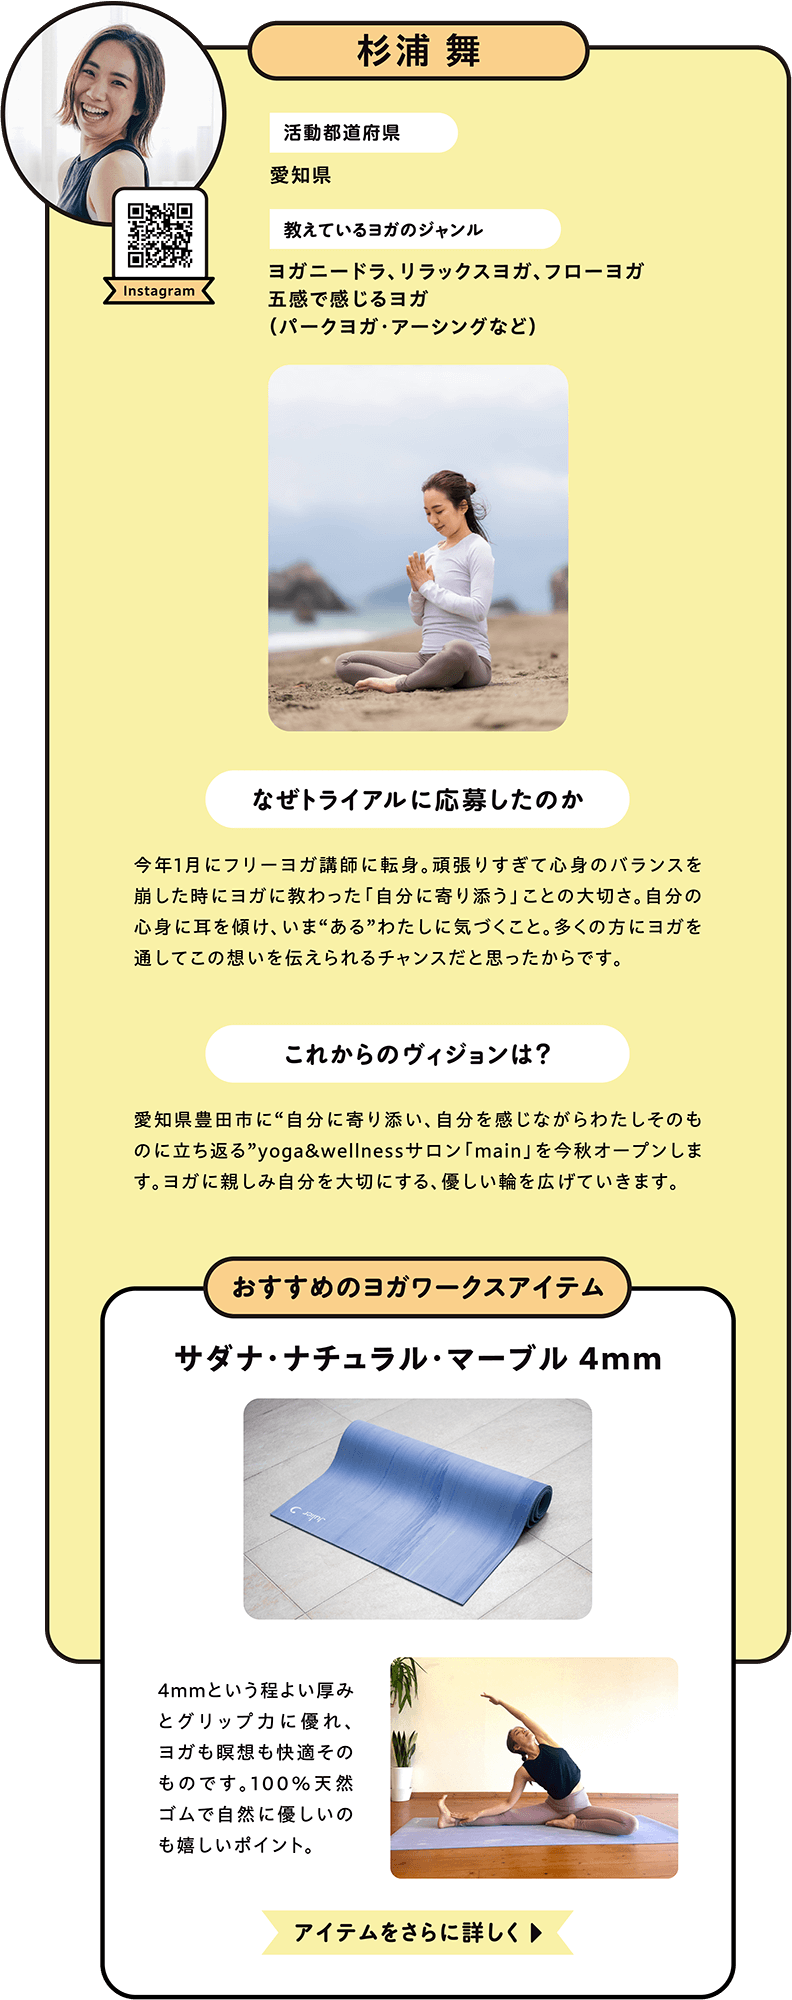 杉浦 舞
活動都道府県
愛知県
Instagram
教えているヨガのジャンル
ヨガニードラ、リラックスヨガ、フローヨガ
五感で感じるヨガ
（パークヨガ・アーシングなど）
なぜトライアルに応募したのか
今年1月にフリーヨガ講師に転身。頑張りすぎて心身のバランスを
崩した時にヨガに教わった「自分に寄り添う」ことの大切さ。自分の
心身に耳を傾け、いま“ある”わたしに気づくこと。多くの方にヨガを
通してこの想いを伝えられるチャンスだと思ったからです。
これからのヴィジョンは？
愛知県豊田市に“自分に寄り添い、自分を感じながらわたしそのも
のに立ち返る”yoga&wellnessサロン「main」を今秋オープンしま
す。ヨガに親しみ自分を大切にする、優しい輪を広げていきます。
おすすめのヨガワークスアイテム
サダナ・ナチュラル・マーブル 4mm
4mmという程よい厚み
とグリップ力に優れ、
ヨガも瞑想も快適その
ものです。100%天然
ゴムで自然に優しいの
も嬉しいポイント。
アイテムをさらに詳しく